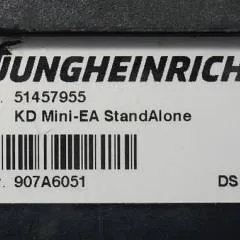 JUNGHEINRICH
. 51457955
KD Mini-EA StandAlone
. 907A6051 DS